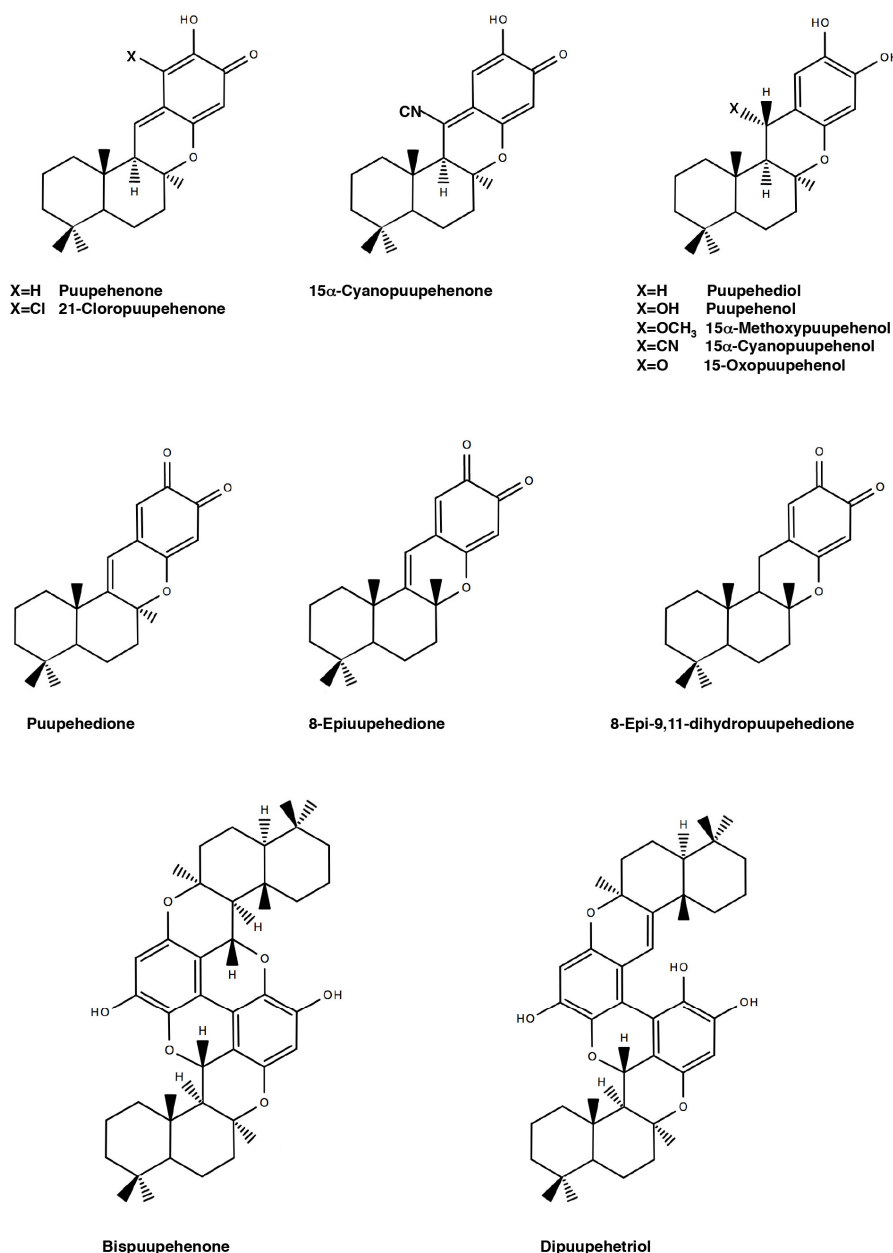 HO
X
O
O
H
X=H Puupehenone
X=Cl 21-Cloropuupehenone
HO
O
CN
O
H
15α-Cyanopuupehenone
HO
OH
H
X
O
H
X=H Puupehediol
X=OH Puupehenol
X=OCH3 15α-Methoxypuupehenol
X=CN 15α-Cyanopuupehenol
X=O 15-Oxopuupehenol
O
O
O
Puupehedione
O
O
O
8-Epiuupehedione
O
O
O
8-Epi-9,11-dihydropuupehedione
H
O
H
H
O
HO
OH
O
H
H
O
Bispuupehenone
H
O
HO
HO
OH
O
H
H
O
Dipuupehetriol